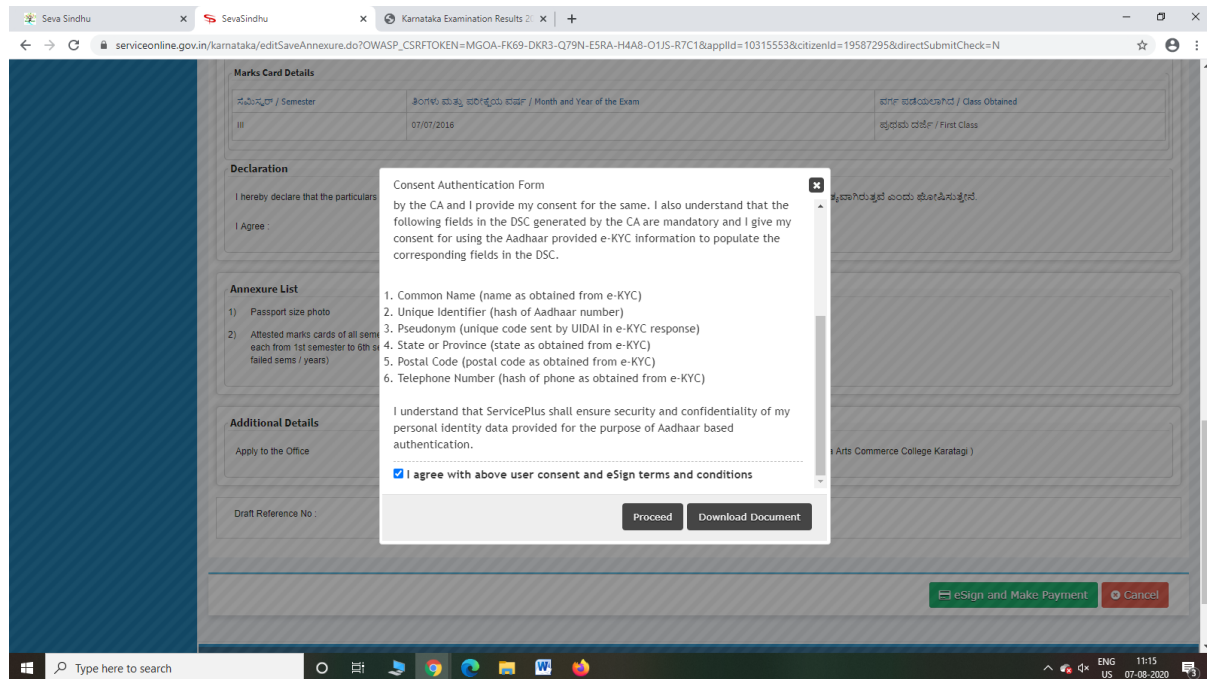 Seva Sindhu
SevaSindhu
Karnataka Examination Results 20
serviceonline.gov.in/karnataka/editSaveAnnexure.do?OWASP_CSRFTOKEN=MGOA-FK69-DKR3-Q79N-E5RA-H4A8-O1JS-R7C1&applId=10315553&citizenId=19587295&directSubmitCheck=N
Marks Card Details
ಸೆಮಿಸ್ಟರ್ / Semester
ತಿಂಗಳು ಮತ್ತು ಪರೀಕ್ಷೆಯ ವರ್ಷ / Month and Year of the Exam
ವರ್ಗ ಪಡೆಯಲಾಗಿದೆ / Class Obtained
III
07/07/2016
ಪ್ರಥಮ ದರ್ಜೆ / First Class
Declaration
I hereby declare that the particulars
ಎಂದು ಘೋಷಿಸುತ್ತೇನೆ.
I Agree :
Consent Authentication Form
by the CA and I provide my consent for the same. I also understand that the
following fields in the DSC generated by the CA are mandatory and I give my
consent for using the Aadhaar provided e-KYC information to populate the
corresponding fields in the DSC.
1. Common Name (name as obtained from e-KYC)
2. Unique Identifier (hash of Aadhaar number)
3. Pseudonym (unique code sent by UIDAI in e-KYC response)
4. State or Province (state as obtained from e-KYC)
5. Postal Code (postal code as obtained from e-KYC)
6. Telephone Number (hash of phone as obtained from e-KYC)
I understand that ServicePlus shall ensure security and confidentiality of my
personal identity data provided for the purpose of Aadhaar based
authentication.
I agree with above user consent and eSign terms and conditions
Proceed
Download Document
Annexure List
1) Passport size photo
2) Attested marks cards of all seme
each from 1st semester to 6th se
failed sems / years)
Additional Details
Apply to the Office
a Arts Commerce College Karatagi )
Draft Reference No :
eSign and Make Payment
Cancel
Type here to search
ENG
US
11:15
07-08-2020
3